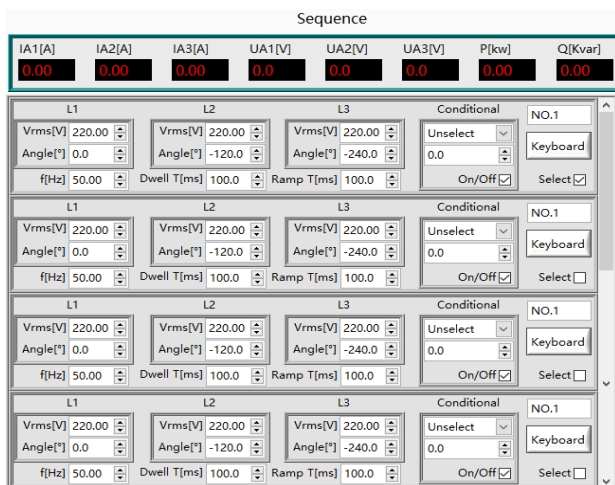 Sequence
IA1[A] IA2[A] IA3[A] UA1[V] UA2[V] UA3[V] P[kw] Q[Kvar]
0.00 0.00 0.00 0.0 0.0 0.0 0.00 0.00
L1 L2 L3 Conditional NO.1
Vrms[V] 220.00 Vrms[V] 220.00 Vrms[V] 220.00 Unselect
Angle[°] 0.0 Angle[°] -120.0 Angle[°] -240.0 0.0 Keyboard
f[Hz] 50.00 Dwell T[ms] 100.0 Ramp T[ms] 100.0 On/Off Select
L1 L2 L3 Conditional NO.1
Vrms[V] 220.00 Vrms[V] 220.00 Vrms[V] 220.00 Unselect
Angle[°] 0.0 Angle[°] -120.0 Angle[°] -240.0 0.0 Keyboard
f[Hz] 50.00 Dwell T[ms] 100.0 Ramp T[ms] 100.0 On/Off Select
L1 L2 L3 Conditional NO.1
Vrms[V] 220.00 Vrms[V] 220.00 Vrms[V] 220.00 Unselect
Angle[°] 0.0 Angle[°] -120.0 Angle[°] -240.0 0.0 Keyboard
f[Hz] 50.00 Dwell T[ms] 100.0 Ramp T[ms] 100.0 On/Off Select
L1 L2 L3 Conditional NO.1
Vrms[V] 220.00 Vrms[V] 220.00 Vrms[V] 220.00 Unselect
Angle[°] 0.0 Angle[°] -120.0 Angle[°] -240.0 0.0 Keyboard
f[Hz] 50.00 Dwell T[ms] 100.0 Ramp T[ms] 100.0 On/Off Select